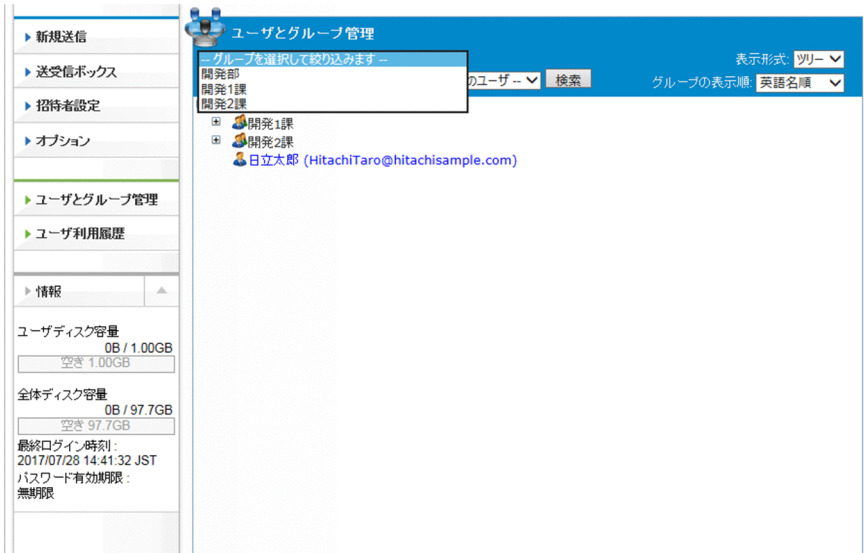 新規送信
送受信ボックス
招待者設定
オプション
ユーザとグループ管理
ユーザ利用履歴
情報
ユーザディスク容量
0B / 1.00GB
空き 1.00GB
全体ディスク容量
0B / 97.7GB
空き 97.7GB
最終ログイン時刻 :
2017/07/28 14:41:32 JST
パスワード有効期限 :
無期限
ユーザとグループ管理
-- グループを選択して絞り込みます --
開発部
開発1課
開発2課
のユーザ -- 検索
表示形式: ツリー
グループの表示順: 英語名順
開発1課
開発2課
日立太郎 (HitachiTaro@hitachisample.com)